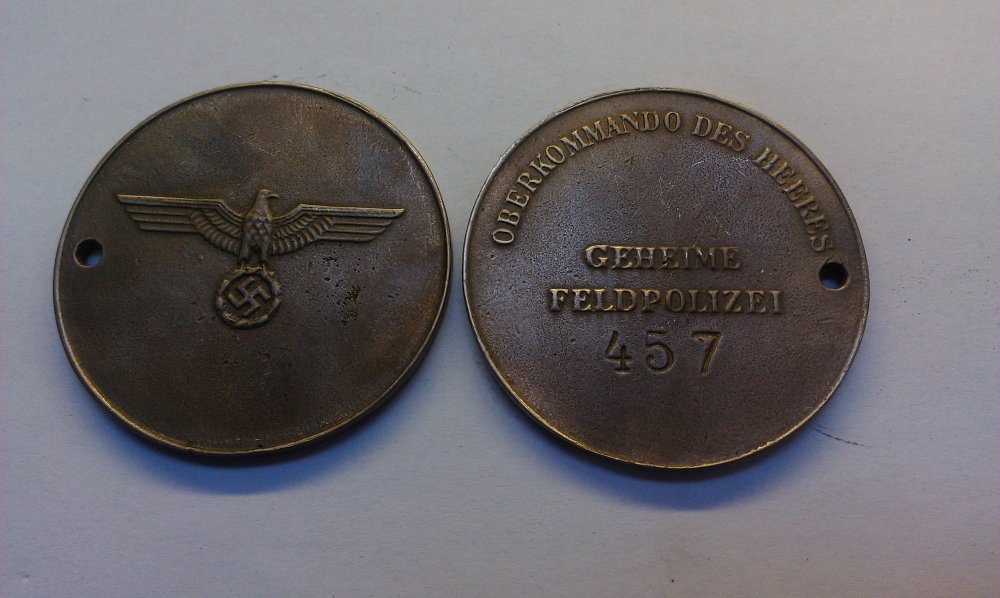 OBERKOMMANDO DES HEERES
GEHEIME
FELDPOLIZEI
457